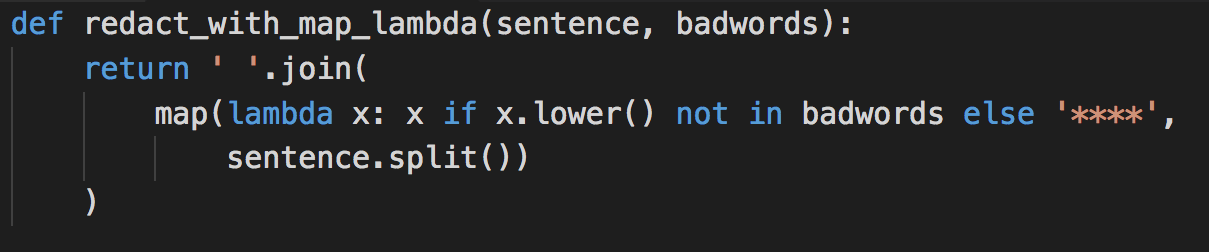 def redact_with_map_lambda(sentence, badwords):
    return ' '.join(
        map(lambda x: x if x.lower() not in badwords else '****',
            sentence.split())
    )